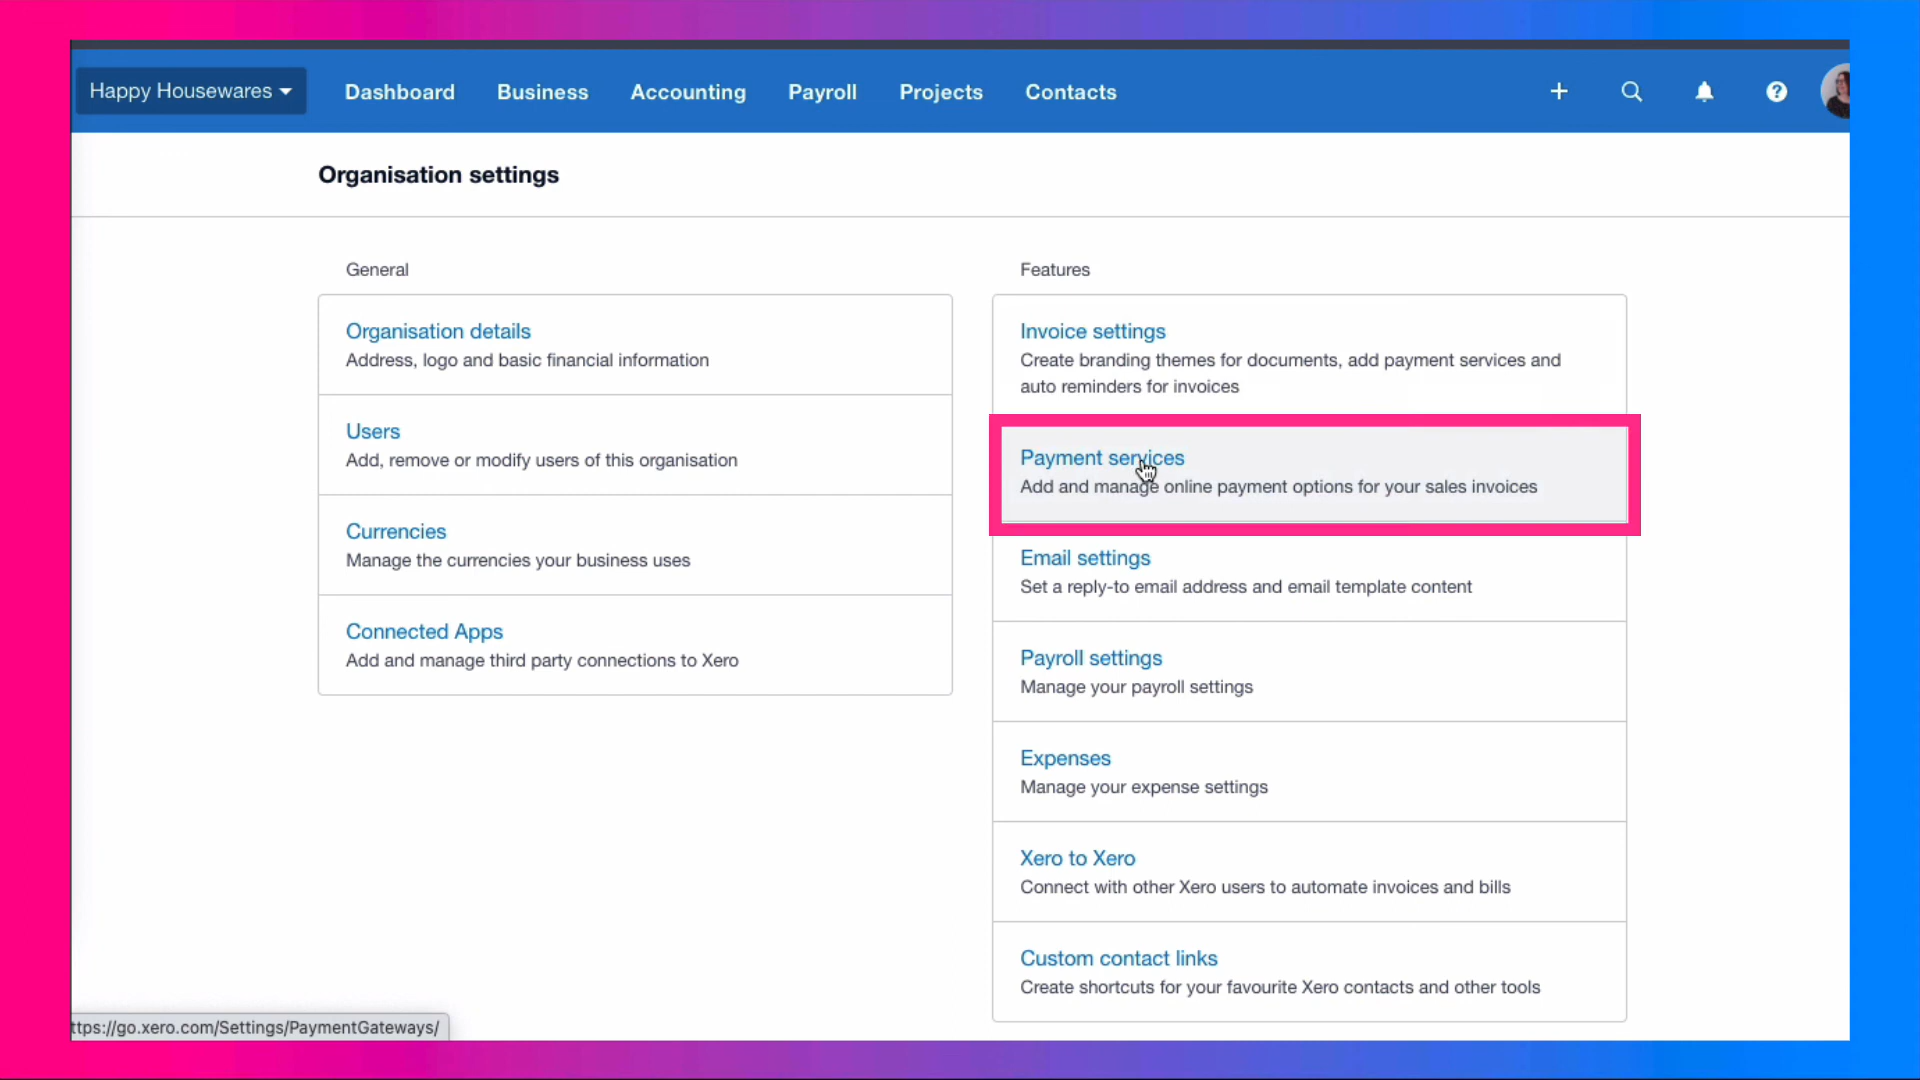 Happy Housewares
Dashboard
Business
Accounting
Payroll
Projects
Contacts
Organisation settings
General
Organisation details
Address, logo and basic financial information
Users
Add, remove or modify users of this organisation
Currencies
Manage the currencies your business uses
Connected Apps
Add and manage third party connections to Xero
Features
Invoice settings
Create branding themes for documents, add payment services and
auto reminders for invoices
Payment services
Add and manage online payment options for your sales invoices
Email settings
Set a reply-to email address and email template content
Payroll settings
Manage your payroll settings
Expenses
Manage your expense settings
Xero to Xero
Connect with other Xero users to automate invoices and bills
Custom contact links
Create shortcuts for your favourite Xero contacts and other tools
ttps://go.xero.com/Settings/PaymentGateways/